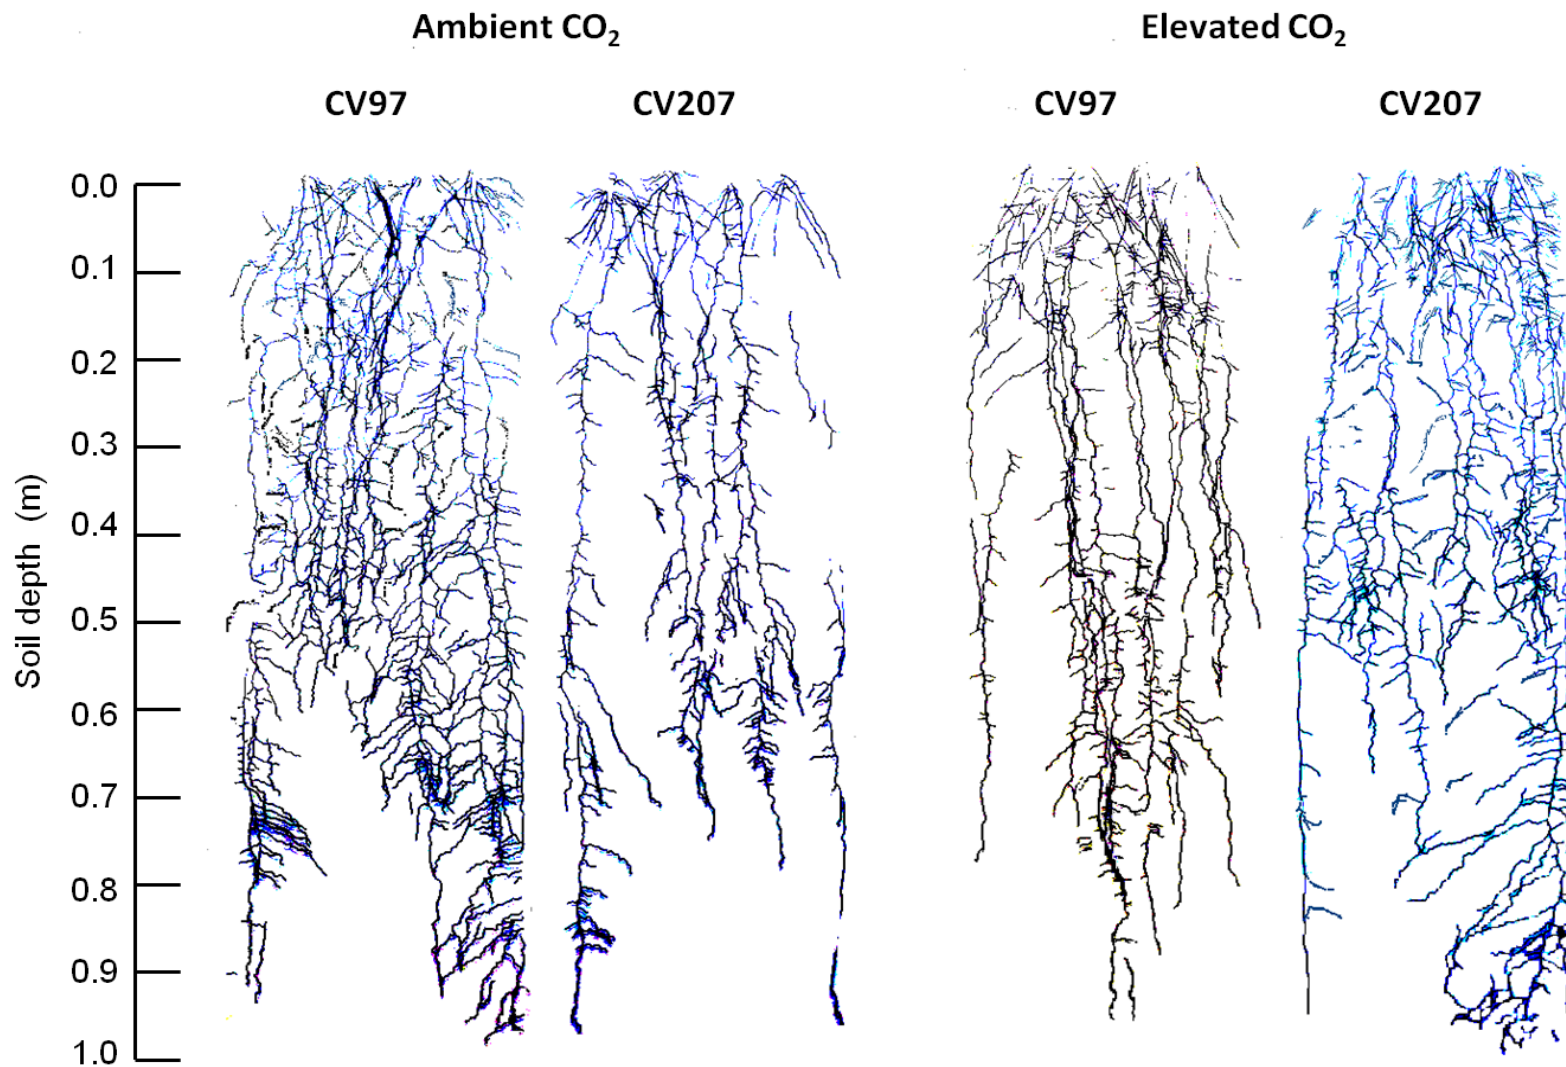 Ambient CO₂
Elevated CO₂
CV97
CV207
CV97
CV207
Soil depth (m)
0.0
0.1
0.2
0.3
0.4
0.5
0.6
0.7
0.8
0.9
1.0